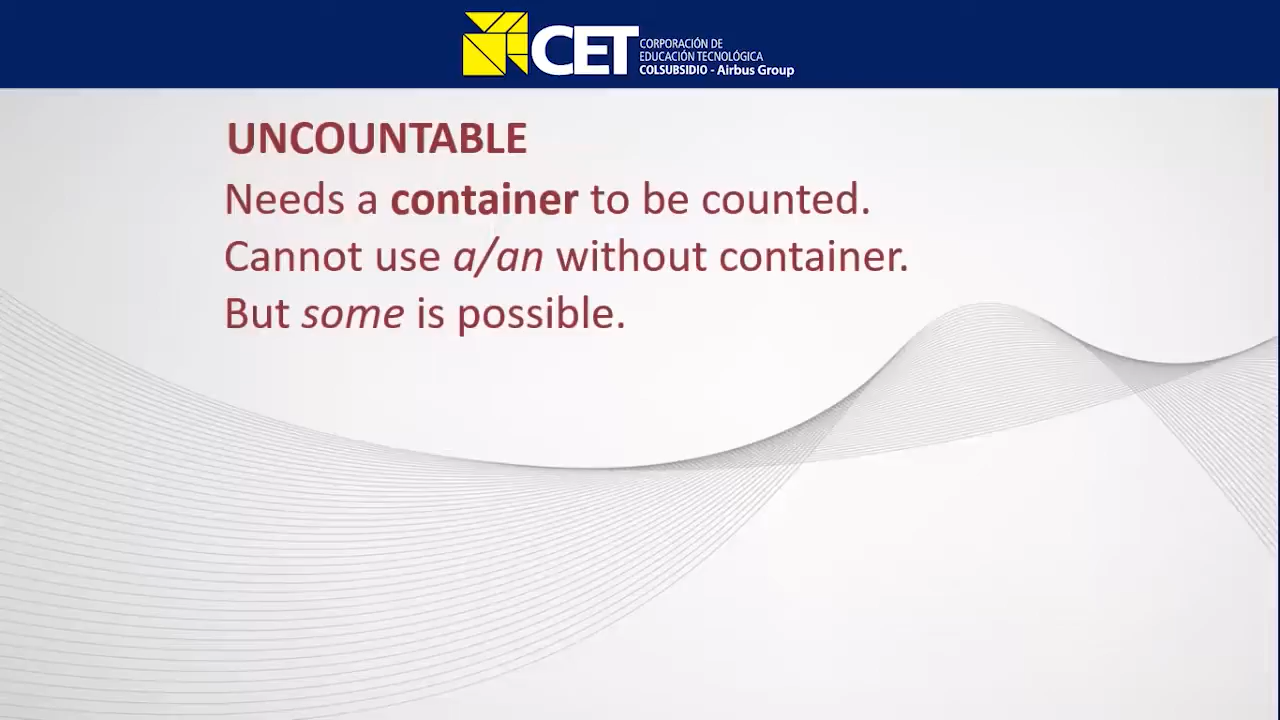 CET
CORPORACIÓN DE
EDUCACIÓN TECNOLÓGICA
COLSUBSIDIO - Airbus Group
UNCOUNTABLE
Needs a container to be counted.
Cannot use a/an without container.
But some is possible.